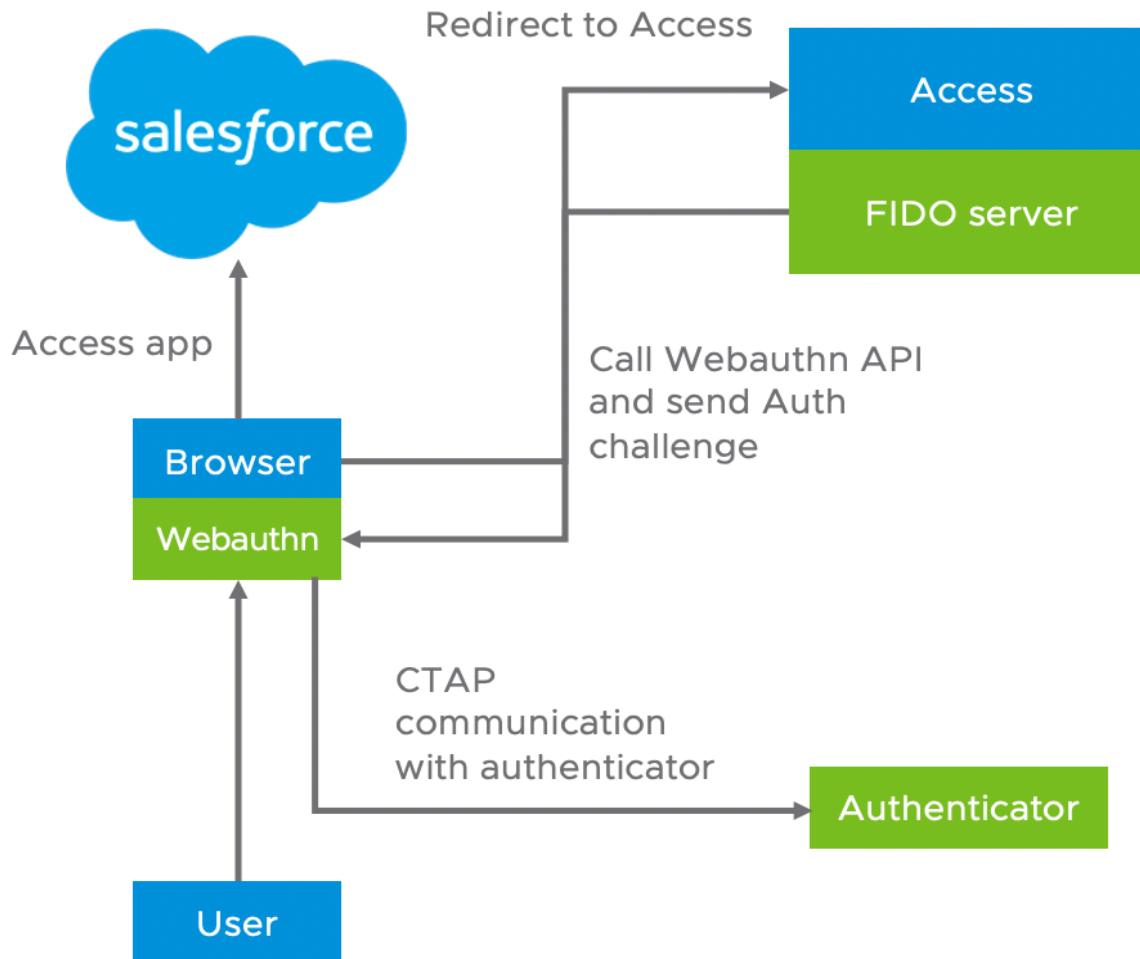 Redirect to Access
salesforce
Access
FIDO server
Access app
Call Webauthn API
and send Auth
challenge
Browser
Webauthn
CTAP
communication
with authenticator
Authenticator
User